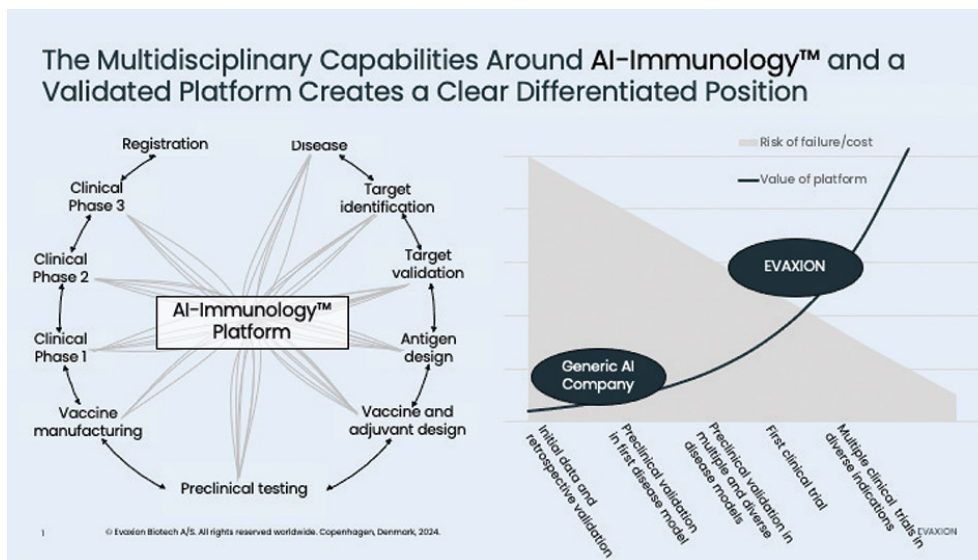 The Multidisciplinary Capabilities Around AI-Immunology™ and a
Validated Platform Creates a Clear Differentiated Position
Registration
Disease
Clinical
Phase 3
Target
identification
Clinical
Phase 2
Target
validation
AI-Immunology™
Platform
Clinical
Phase 1
Antigen
design
Vaccine
manufacturing
Vaccine and
adjuvant design
Preclinical testing
Risk of failure/cost
Value of platform
EVAXION
Generic AI
Company
Initial data and
retrospective validation
Preclinical validation
in first disease model
Preclinical validation in
multiple and diverse
disease models
First clinical trial
Multiple clinical trials in
diverse indications
1
© Evaxion Biotech A/S. All rights reserved worldwide. Copenhagen, Denmark, 2024.
EVAXION